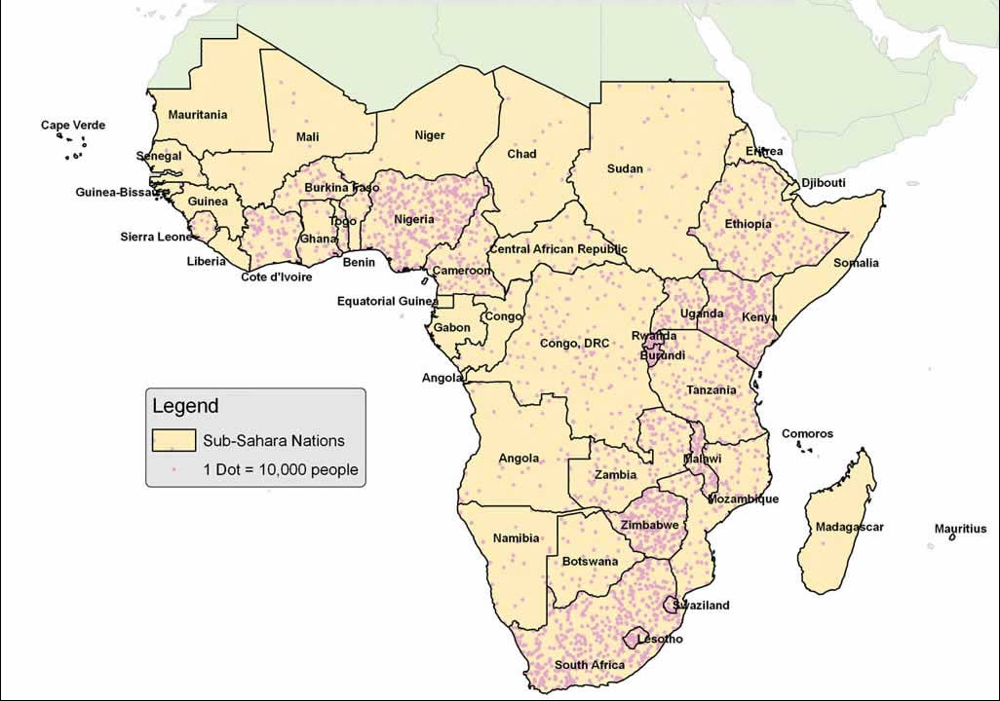 Mauritania
Cape Verde
Mali
Niger
Chad
Eritrea
Senegal
Sudan
Djibouti
Burkina Faso
Guinea-Bissau
Guinea
Nigeria
Togo
Ethiopia
Sierra Leone
Ghana
Central African Republic
Liberia
Benin
Somalia
Cameroon
Cote d'Ivoire
Equatorial Guinea
Congo
Uganda
Kenya
Gabon
Rwanda
Congo, DRC
Burundi
Angola
Tanzania
Legend
Sub-Sahara Nations
1 Dot = 10,000 people
Comoros
Angola
Malawi
Zambia
Mozambique
Zimbabwe
Madagascar
Mauritius
Namibia
Botswana
Swaziland
Lesotho
South Africa